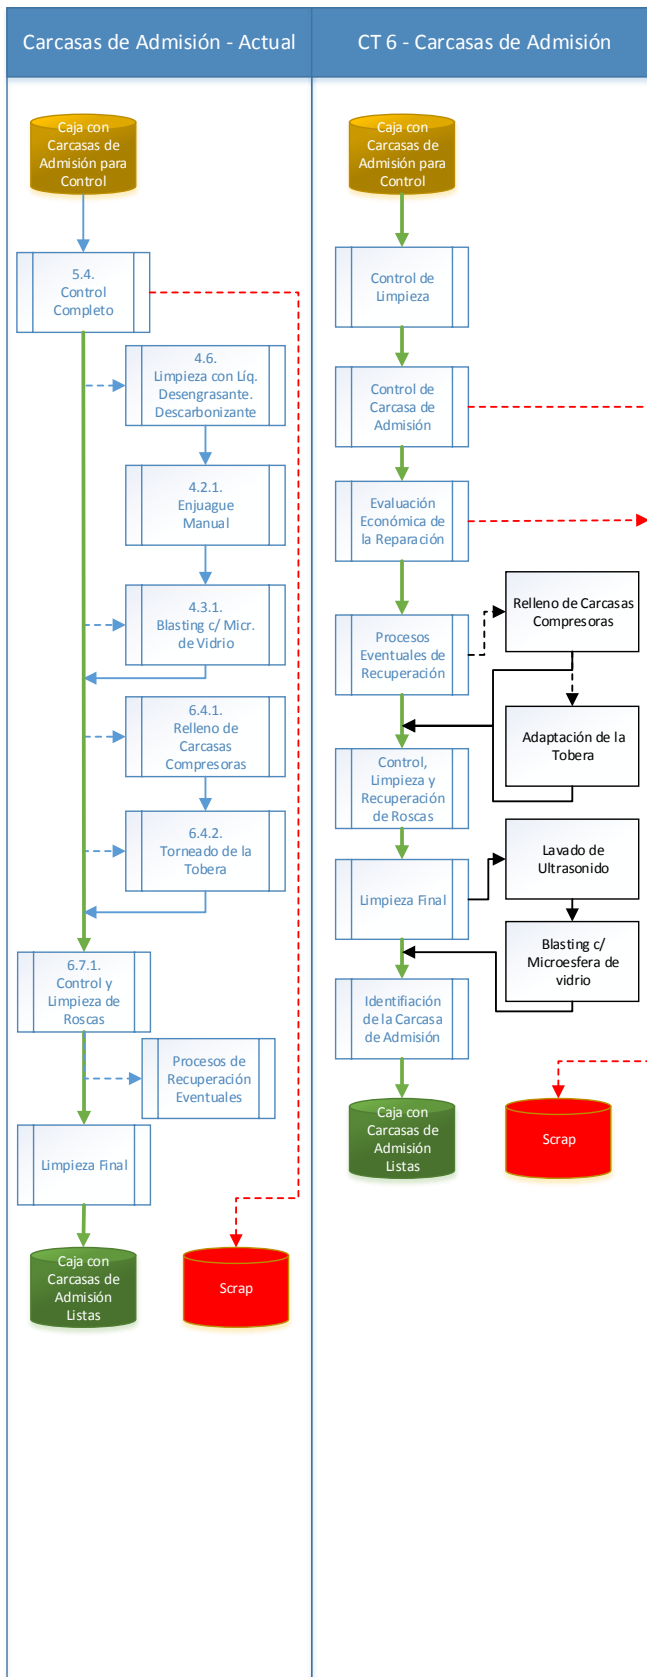 Carcasas de Admisión - Actual
Caja con
Carcasas de
Admisión para
Control
5.4.
Control
Completo
4.6.
Limpieza con Líq.
Desengrasante.
Descarbonizante
4.2.1.
Enjuague
Manual
4.3.1.
Blasting c/ Micr.
de Vidrio
6.4.1.
Relleno de
Carcasas
Compresoras
6.4.2.
Torneado de la
Tobera
6.7.1.
Control y
Limpieza de
Roscas
Procesos de
Recuperación
Eventuales
Limpieza Final
Caja con
Carcasas de
Admisión
Listas
Scrap
CT 6 - Carcasas de Admisión
Caja con
Carcasas de
Admisión para
Control
Control de
Limpieza
Control de
Carcasa de
Admisión
Evaluación
Económica de
la Reparación
Procesos
Eventuales de
Recuperación
Relleno de Carcasas
Compresoras
Adaptación de la
Tobera
Control,
Limpieza y
Recuperación
de Roscas
Limpieza Final
Lavado de
Ultrasonido
Blasting c/
Microesfera de
vidrio
Identifiación
de la Carcasa
de Admisión
Caja con
Carcasas de
Admisión
Listas
Scrap